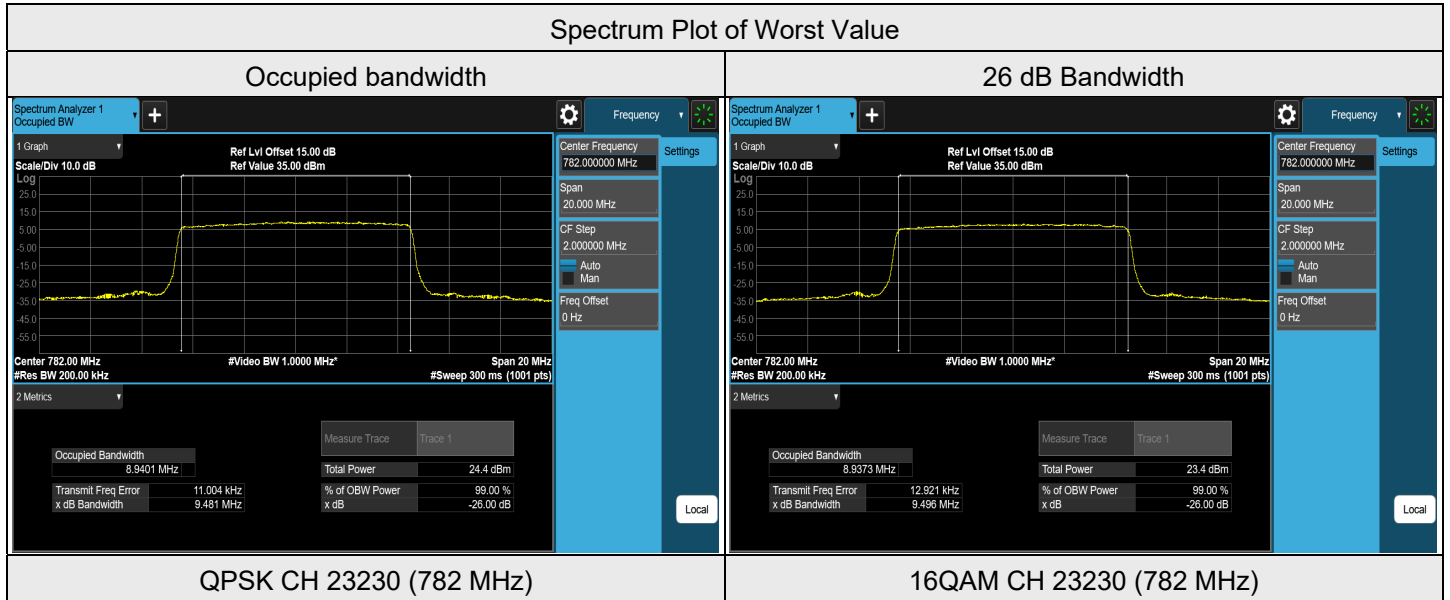 Spectrum Plot of Worst Value
Occupied bandwidth
26 dB Bandwidth
Spectrum Analyzer 1
Occupied BW
+
Frequency
1 Graph
Scale/Div 10.0 dB
Ref Lvl Offset 15.00 dB
Ref Value 35.00 dBm
Log
25.0
15.0
5.00
-5.00
-15.0
-25.0
-35.0
-45.0
-55.0
Center 782.00 MHz
#Video BW 1.0000 MHz*
Span 20 MHz
#Res BW 200.00 kHz
#Sweep 300 ms (1001 pts)
Center Frequency
782.000000 MHz
Settings
Span
20.000 MHz
CF Step
2.000000 MHz
Auto
Man
Freq Offset
0 Hz
2 Metrics
Measure Trace Trace 1
Occupied Bandwidth
8.9401 MHz
Total Power 24.4 dBm
Transmit Freq Error 11.004 kHz
% of OBW Power 99.00 %
x dB Bandwidth 9.481 MHz
x dB -26.00 dB
Local
Spectrum Analyzer 1
Occupied BW
+
Frequency
1 Graph
Scale/Div 10.0 dB
Ref Lvl Offset 15.00 dB
Ref Value 35.00 dBm
Log
25.0
15.0
5.00
-5.00
-15.0
-25.0
-35.0
-45.0
-55.0
Center 782.00 MHz
#Video BW 1.0000 MHz*
Span 20 MHz
#Res BW 200.00 kHz
#Sweep 300 ms (1001 pts)
Center Frequency
782.000000 MHz
Settings
Span
20.000 MHz
CF Step
2.000000 MHz
Auto
Man
Freq Offset
0 Hz
2 Metrics
Measure Trace Trace 1
Occupied Bandwidth
8.9373 MHz
Total Power 23.4 dBm
Transmit Freq Error 12.921 kHz
% of OBW Power 99.00 %
x dB Bandwidth 9.496 MHz
x dB -26.00 dB
Local
QPSK CH 23230 (782 MHz)
16QAM CH 23230 (782 MHz)